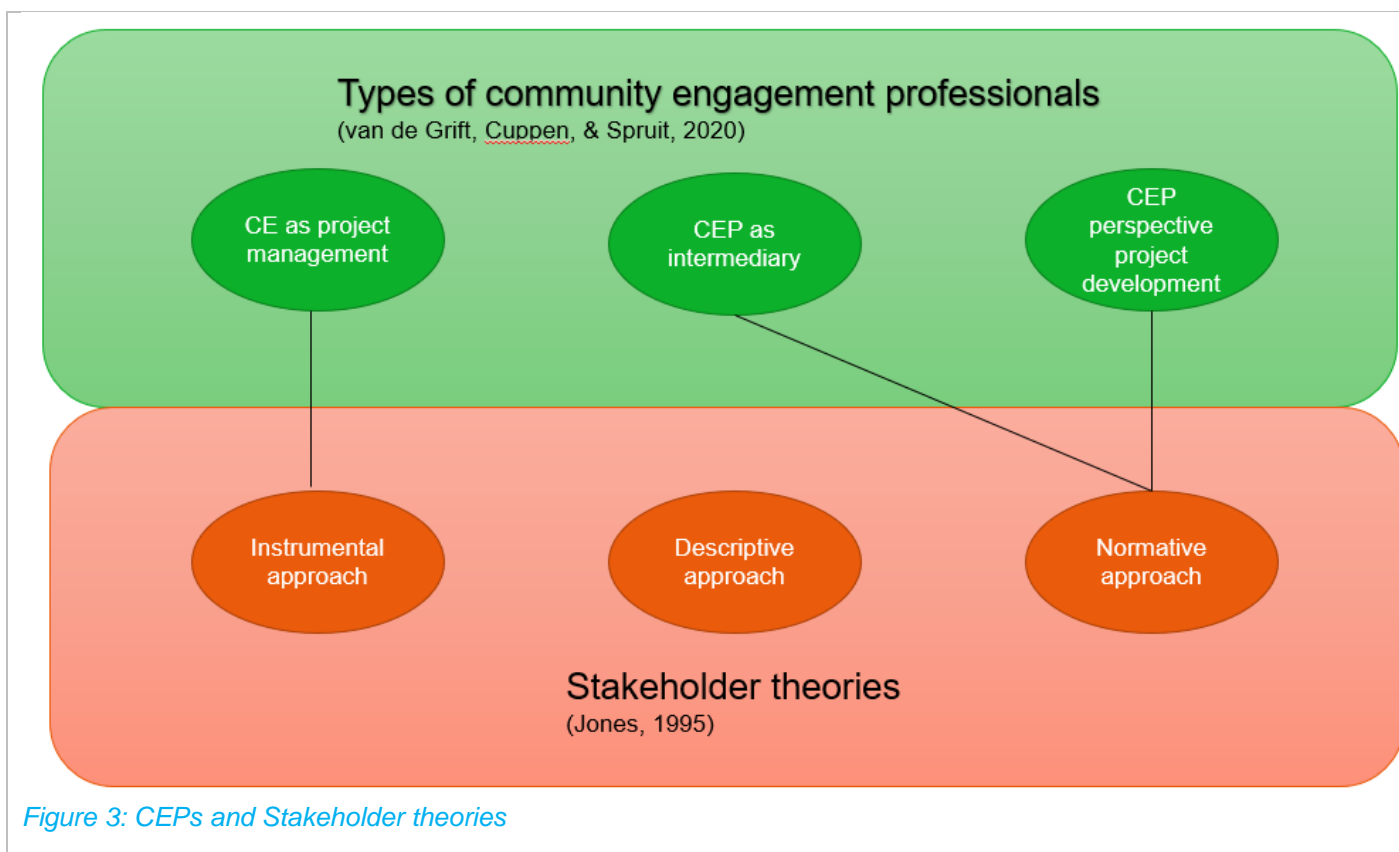 Types of community engagement professionals
(van de Grift, Cuppen, & Spruit, 2020)
CE as project
management
CEP as
intermediary
CEP
perspective
project
development
Instrumental
approach
Descriptive
approach
Normative
approach
Stakeholder theories
(Jones, 1995)
Figure 3: CEPs and Stakeholder theories